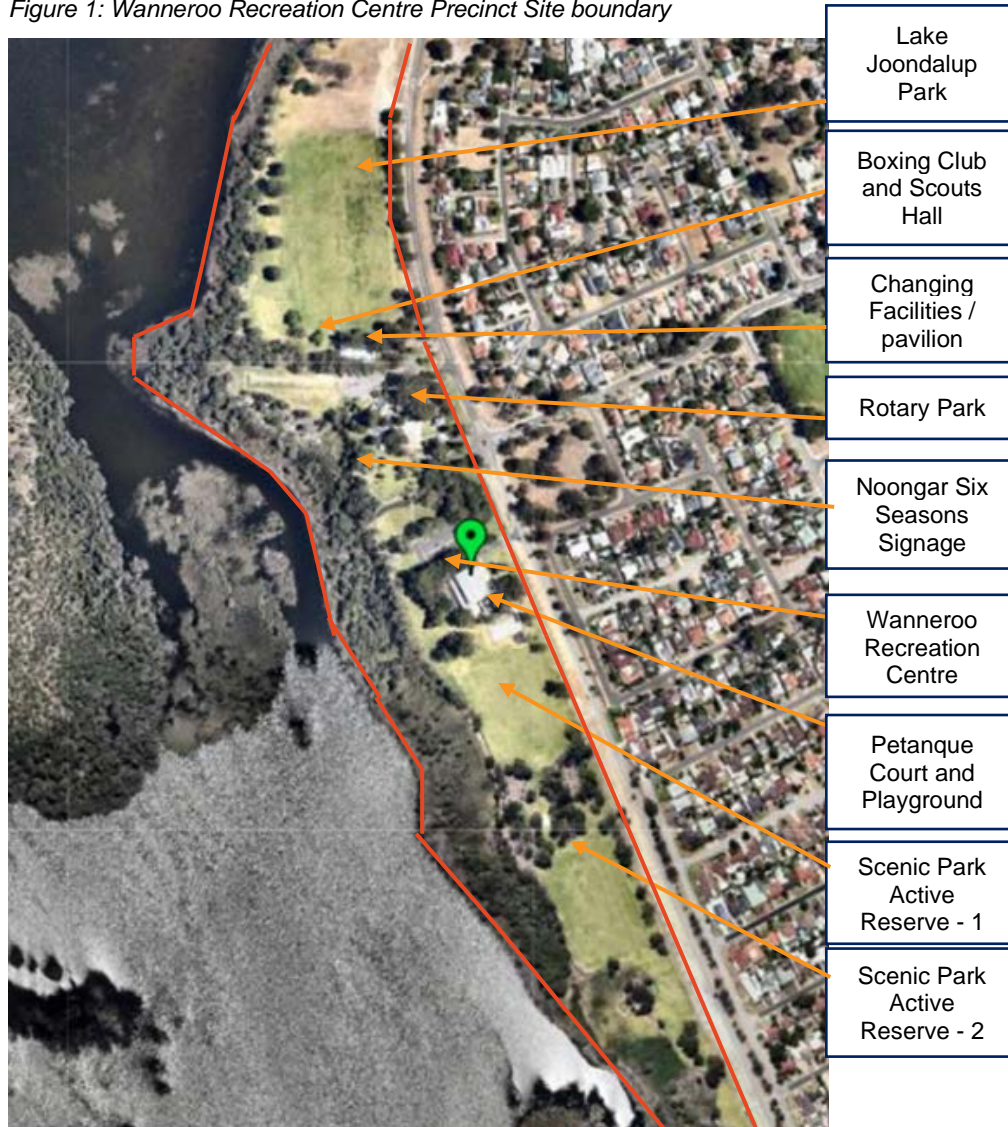 Figure 1: Wanneroo Recreation Centre Precinct Site boundary
Lake
Joondalup
Park
Boxing Club
and Scouts
Hall
Changing
Facilities /
pavilion
Rotary Park
Noongar Six
Seasons
Signage
Wanneroo
Recreation
Centre
Petanque
Court and
Playground
Scenic Park
Active
Reserve - 1
Scenic Park
Active
Reserve - 2